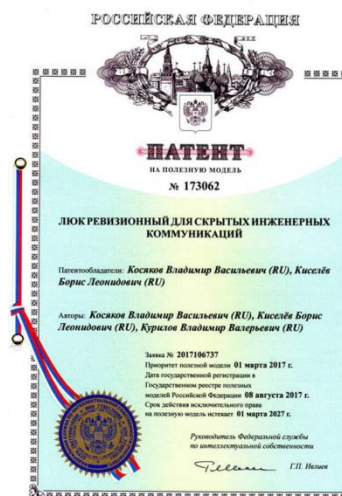 РОССИЙСКАЯ ФЕДЕРАЦИЯ
ПАТЕНТ
НА ПОЛЕЗНУЮ МОДЕЛЬ
№ 173062
ЛЮК РЕВИЗИОННЫЙ ДЛЯ СКРЫТЫХ ИНЖЕНЕРНЫХ
КОММУНИКАЦИЙ
Патентообладатели: Косяков Владимир Васильевич (RU), Киселёв
Борис Леонидович (RU)
Авторы: Косяков Владимир Васильевич (RU), Киселёв Борис
Леонидович (RU), Курилов Владимир Валерьевич (RU)
Заявка № 2017106737
Приоритет полезной модели 01 марта 2017 г.
Дата государственной регистрации в
Государственном реестре полезных
моделей Российской Федерации 08 августа 2017 г.
Срок действия исключительного права
на полезную модель истекает 01 марта 2027 г.
Руководитель Федеральной службы
по интеллектуальной собственности
Г.П. Ивлиев